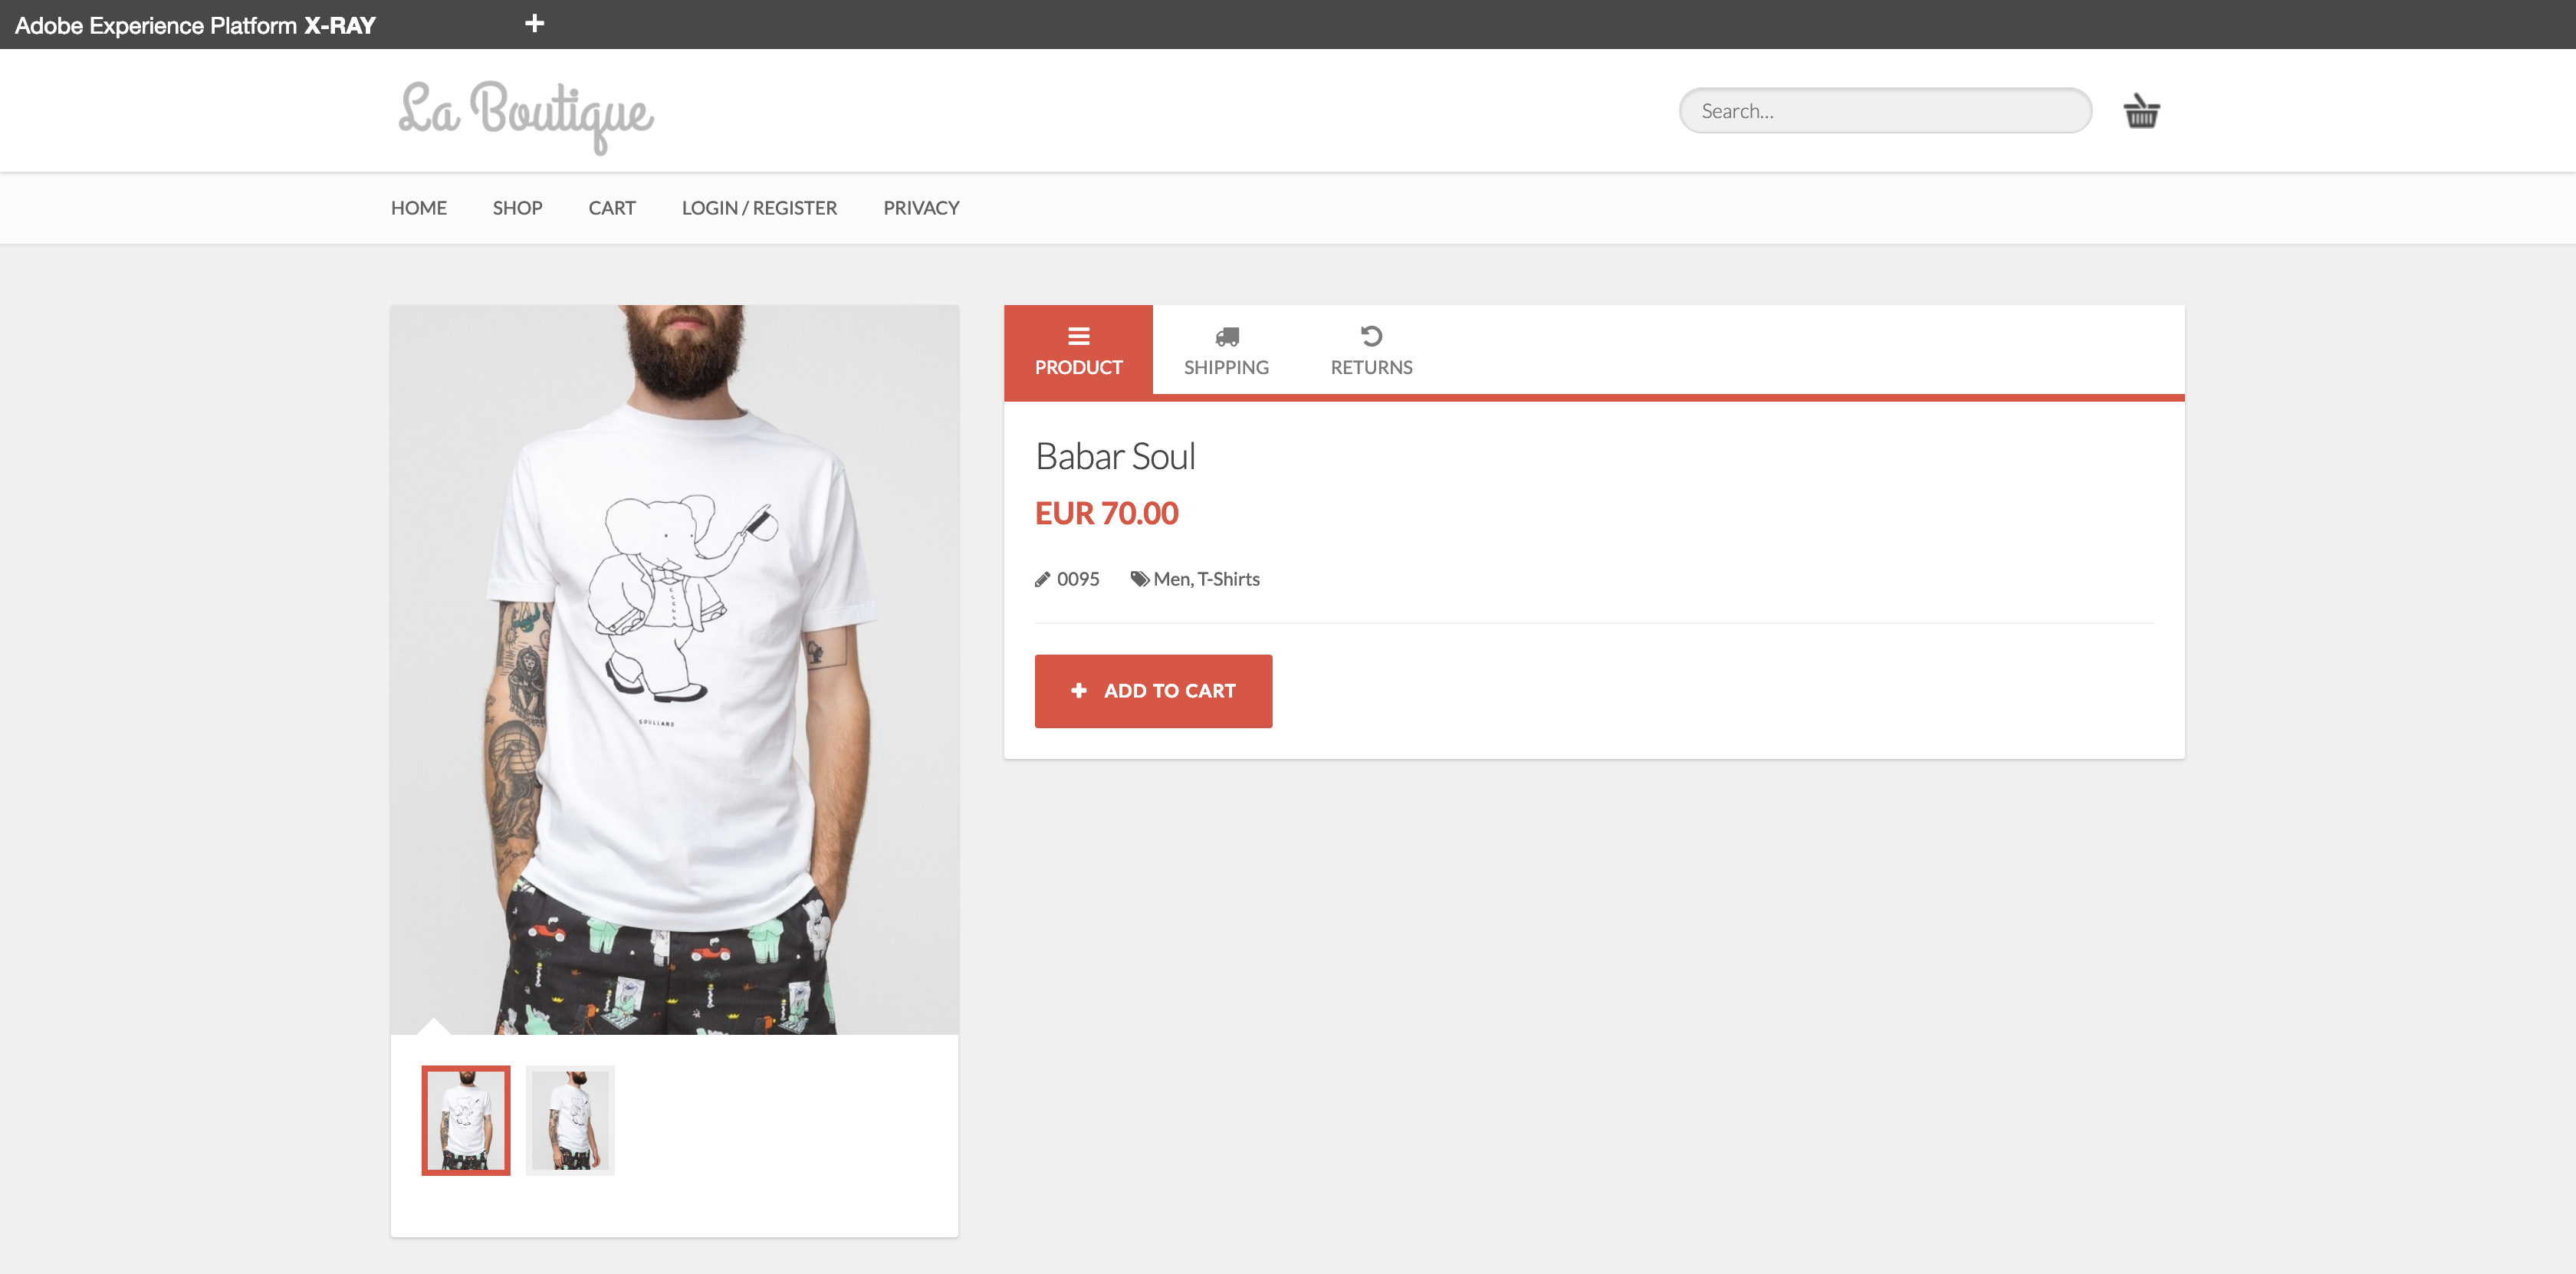 Adobe Experience Platform X-RAY
La Boutique
Search...
HOME SHOP CART LOGIN / REGISTER PRIVACY
PRODUCT SHIPPING RETURNS
Babar Soul
EUR 70.00
0095 Men, T-Shirts
ADD TO CART
SOULLAND